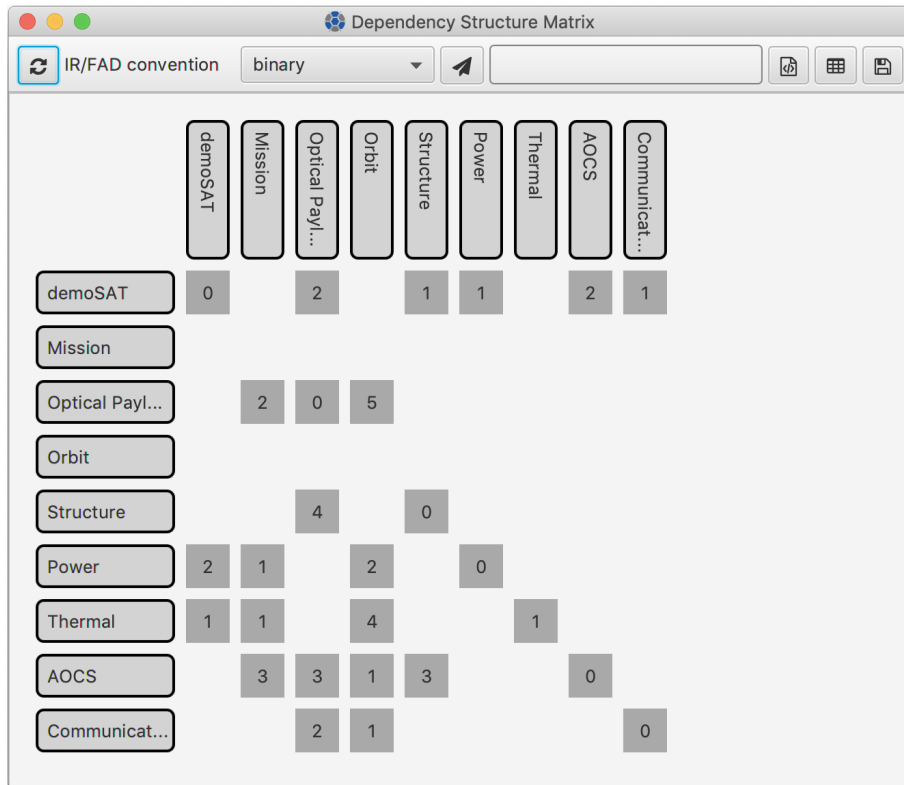 Dependency Structure Matrix
IR/FAD convention binary
demoSAT Mission Optical Payl... Orbit Structure Power Thermal AOCS Communicat...
demoSAT 0 2 1 1 2 1
Mission
Optical Payl... 2 0 5
Orbit
Structure 4 0
Power 2 1 2 0
Thermal 1 1 4 1
AOCS 3 3 1 3 0
Communicat... 2 1 0